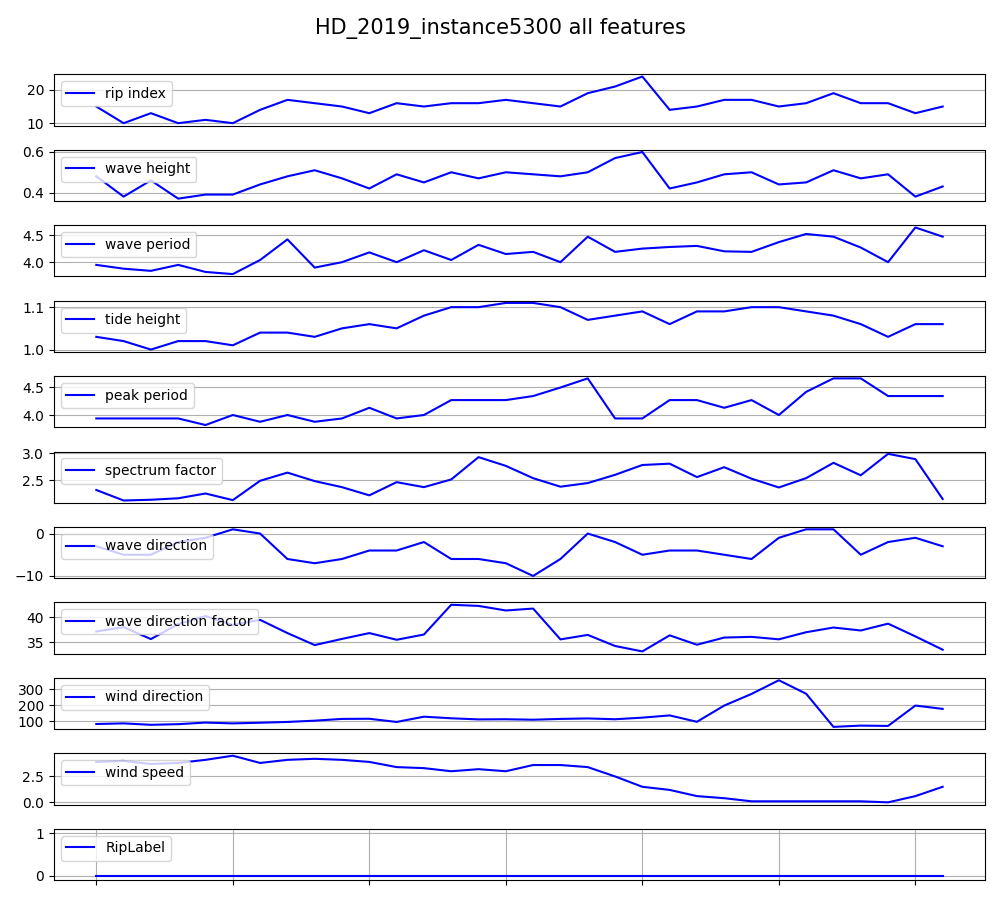 HD_2019_instance5300 all features
20
10
rip index
0.6
0.4
wave height
4.5
4.0
wave period
1.1
1.0
tide height
4.5
4.0
peak period
3.0
2.5
spectrum factor
0
−10
wave direction
40
35
wave direction factor
300
200
100
wind direction
2.5
0.0
wind speed
1
0
RipLabel